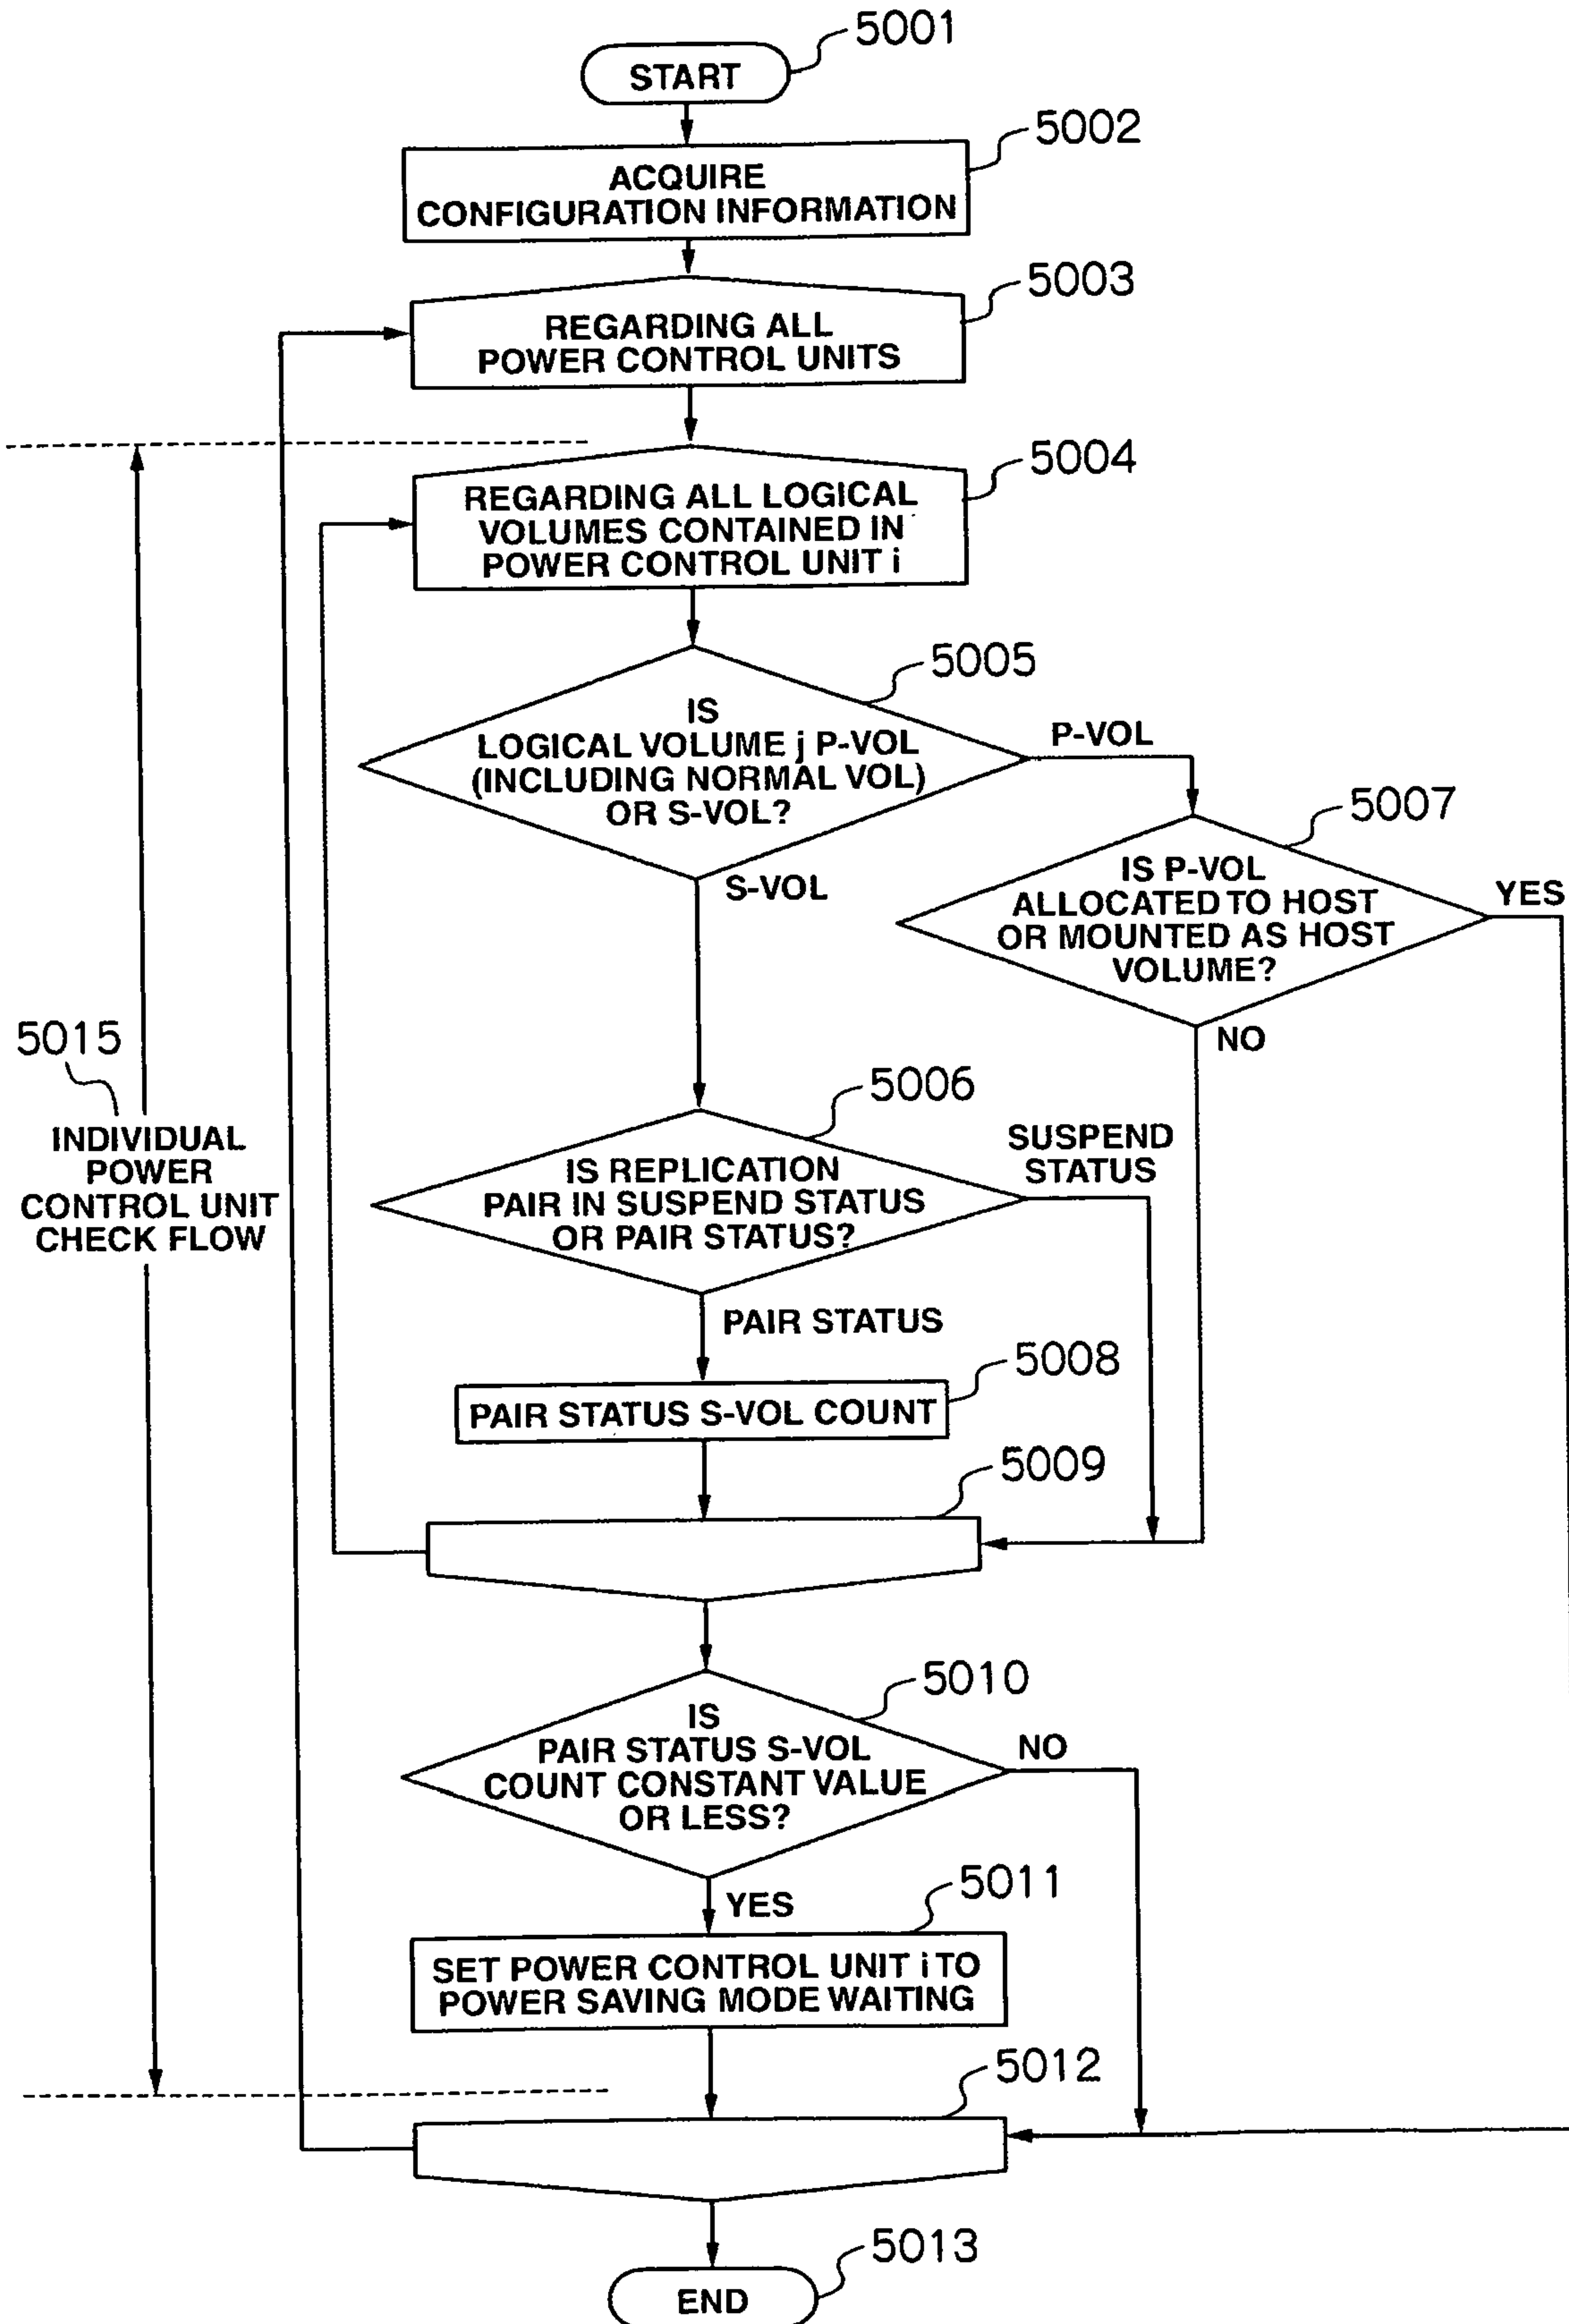 5001
START
5002
ACQUIRE
CONFIGURATION INFORMATION
5003
REGARDING ALL
POWER CONTROL UNITS
5004
REGARDING ALL LOGICAL
VOLUMES CONTAINED IN
POWER CONTROL UNIT i
5005
IS
LOGICAL VOLUME j P-VOL
(INCLUDING NORMAL VOL)
OR S-VOL?
P-VOL
S-VOL
5007
IS P-VOL
ALLOCATED TO HOST
OR MOUNTED AS HOST
VOLUME?
YES
NO
5015
INDIVIDUAL
POWER
CONTROL UNIT
CHECK FLOW
5006
IS REPLICATION
PAIR IN SUSPEND STATUS
OR PAIR STATUS?
SUSPEND
STATUS
PAIR STATUS
5008
PAIR STATUS S-VOL COUNT
5009
5010
IS
PAIR STATUS S-VOL
COUNT CONSTANT VALUE
OR LESS?
NO
YES
5011
SET POWER CONTROL UNIT i TO
POWER SAVING MODE WAITING
5012
5013
END